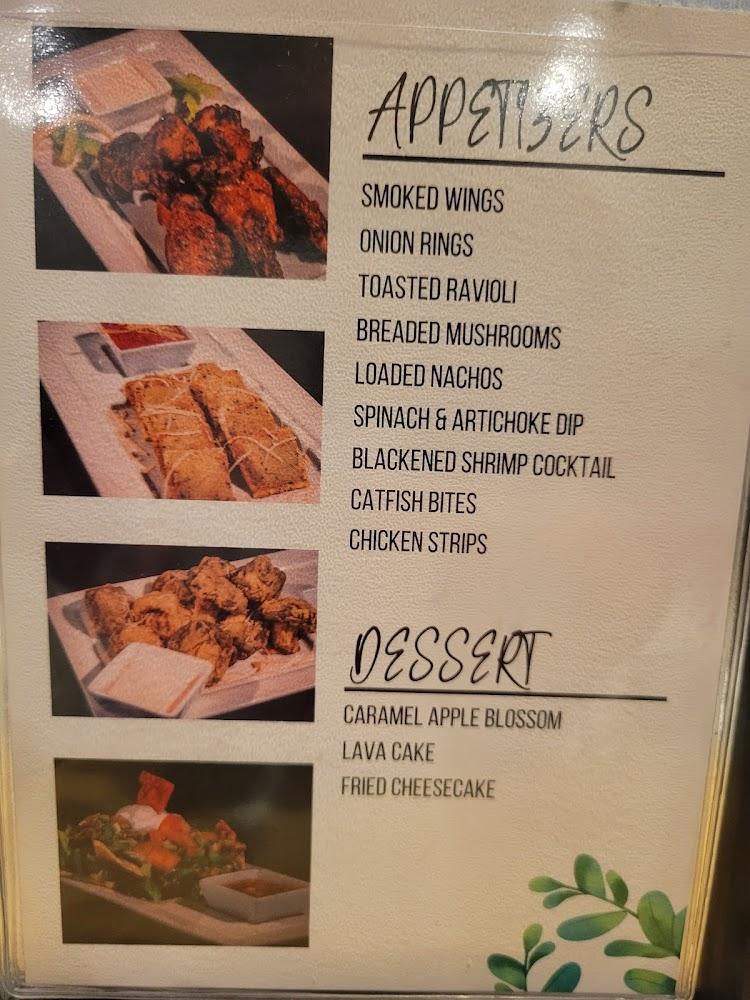 APPETIZERS
SMOKED WINGS
ONION RINGS
TOASTED RAVIOLI
BREADED MUSHROOMS
LOADED NACHOS
SPINACH & ARTICHOKE DIP
BLACKENED SHRIMP COCKTAIL
CATFISH BITES
CHICKEN STRIPS
DESSERT
CARAMEL APPLE BLOSSOM
LAVA CAKE
FRIED CHEESECAKE